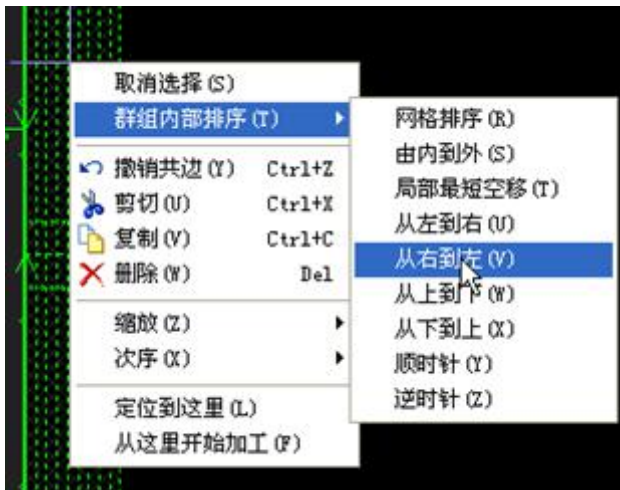 取消选择(S)
群组内部排序(T)
撤销共边(Y) Ctrl+Z
剪切(U) Ctrl+X
复制(V) Ctrl+C
删除(W) Del
缩放(Z)
次序(X)
定位到这里(L)
从这里开始加工(F)
网格排序(R)
由内到外(S)
局部最短空移(T)
从左到右(U)
从右到左(V)
从上到下(W)
从下到上(X)
顺时针(Y)
逆时针(Z)